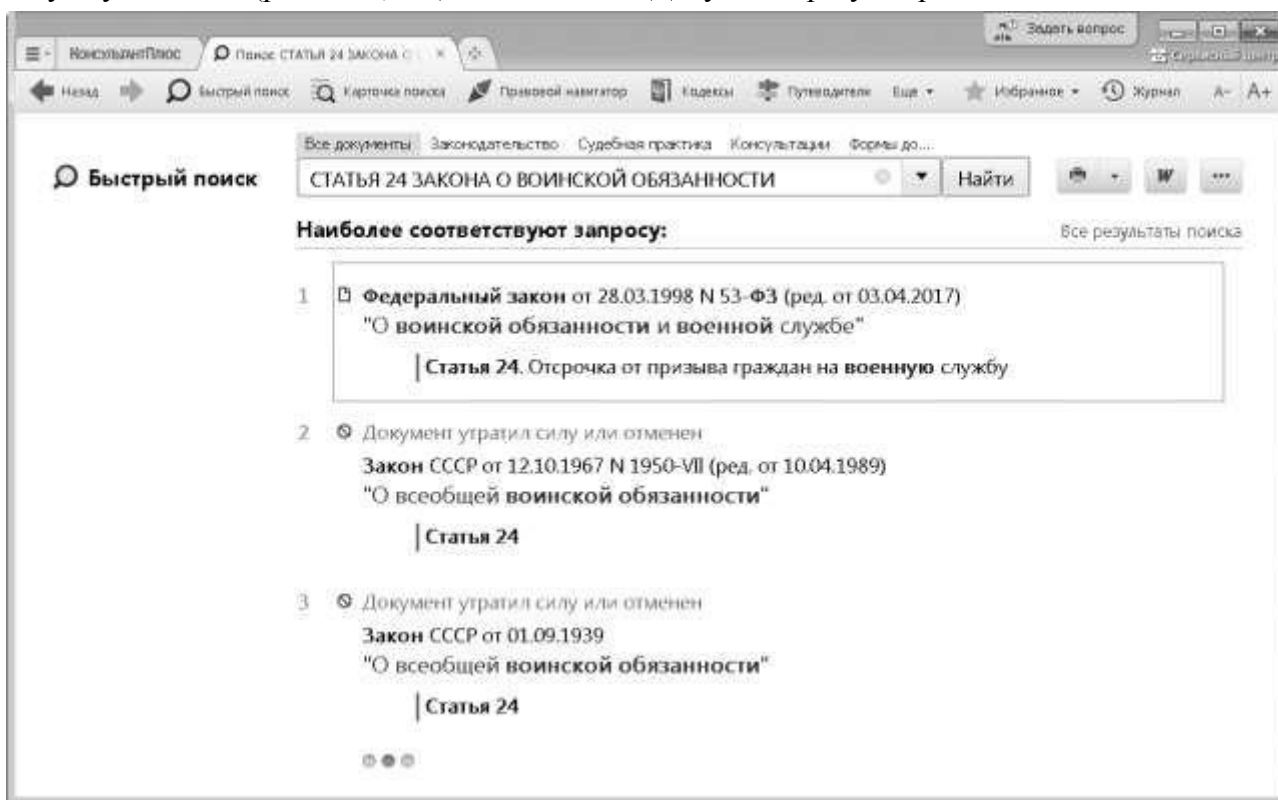 Задать вопрос
КонсультантПлюс Поиск: СТАТЬЯ 24 ЗАКОНА О
Назад Быстрый поиск Карточка поиска Правовой навигатор Кодексы Путеводители Еще Избранное Журнал A- A+
Все документы Законодательство Судебная практика Консультации Формы до....
Быстрый поиск СТАТЬЯ 24 ЗАКОНА О ВОИНСКОЙ ОБЯЗАННОСТИ Найти W ...
Наиболее соответствуют запросу: Все результаты поиска
1 Федеральный закон от 28.03.1998 N 53-ФЗ (ред. от 03.04.2017)
"О воинской обязанности и военной службе"
Статья 24. Отсрочка от призыва граждан на военную службу
2 Документ утратил силу или отменен
Закон СССР от 12.10.1967 N 1950-VII (ред. от 10.04.1989)
"О всеобщей воинской обязанности"
Статья 24
3 Документ утратил силу или отменен
Закон СССР от 01.09.1939
"О всеобщей воинской обязанности"
Статья 24